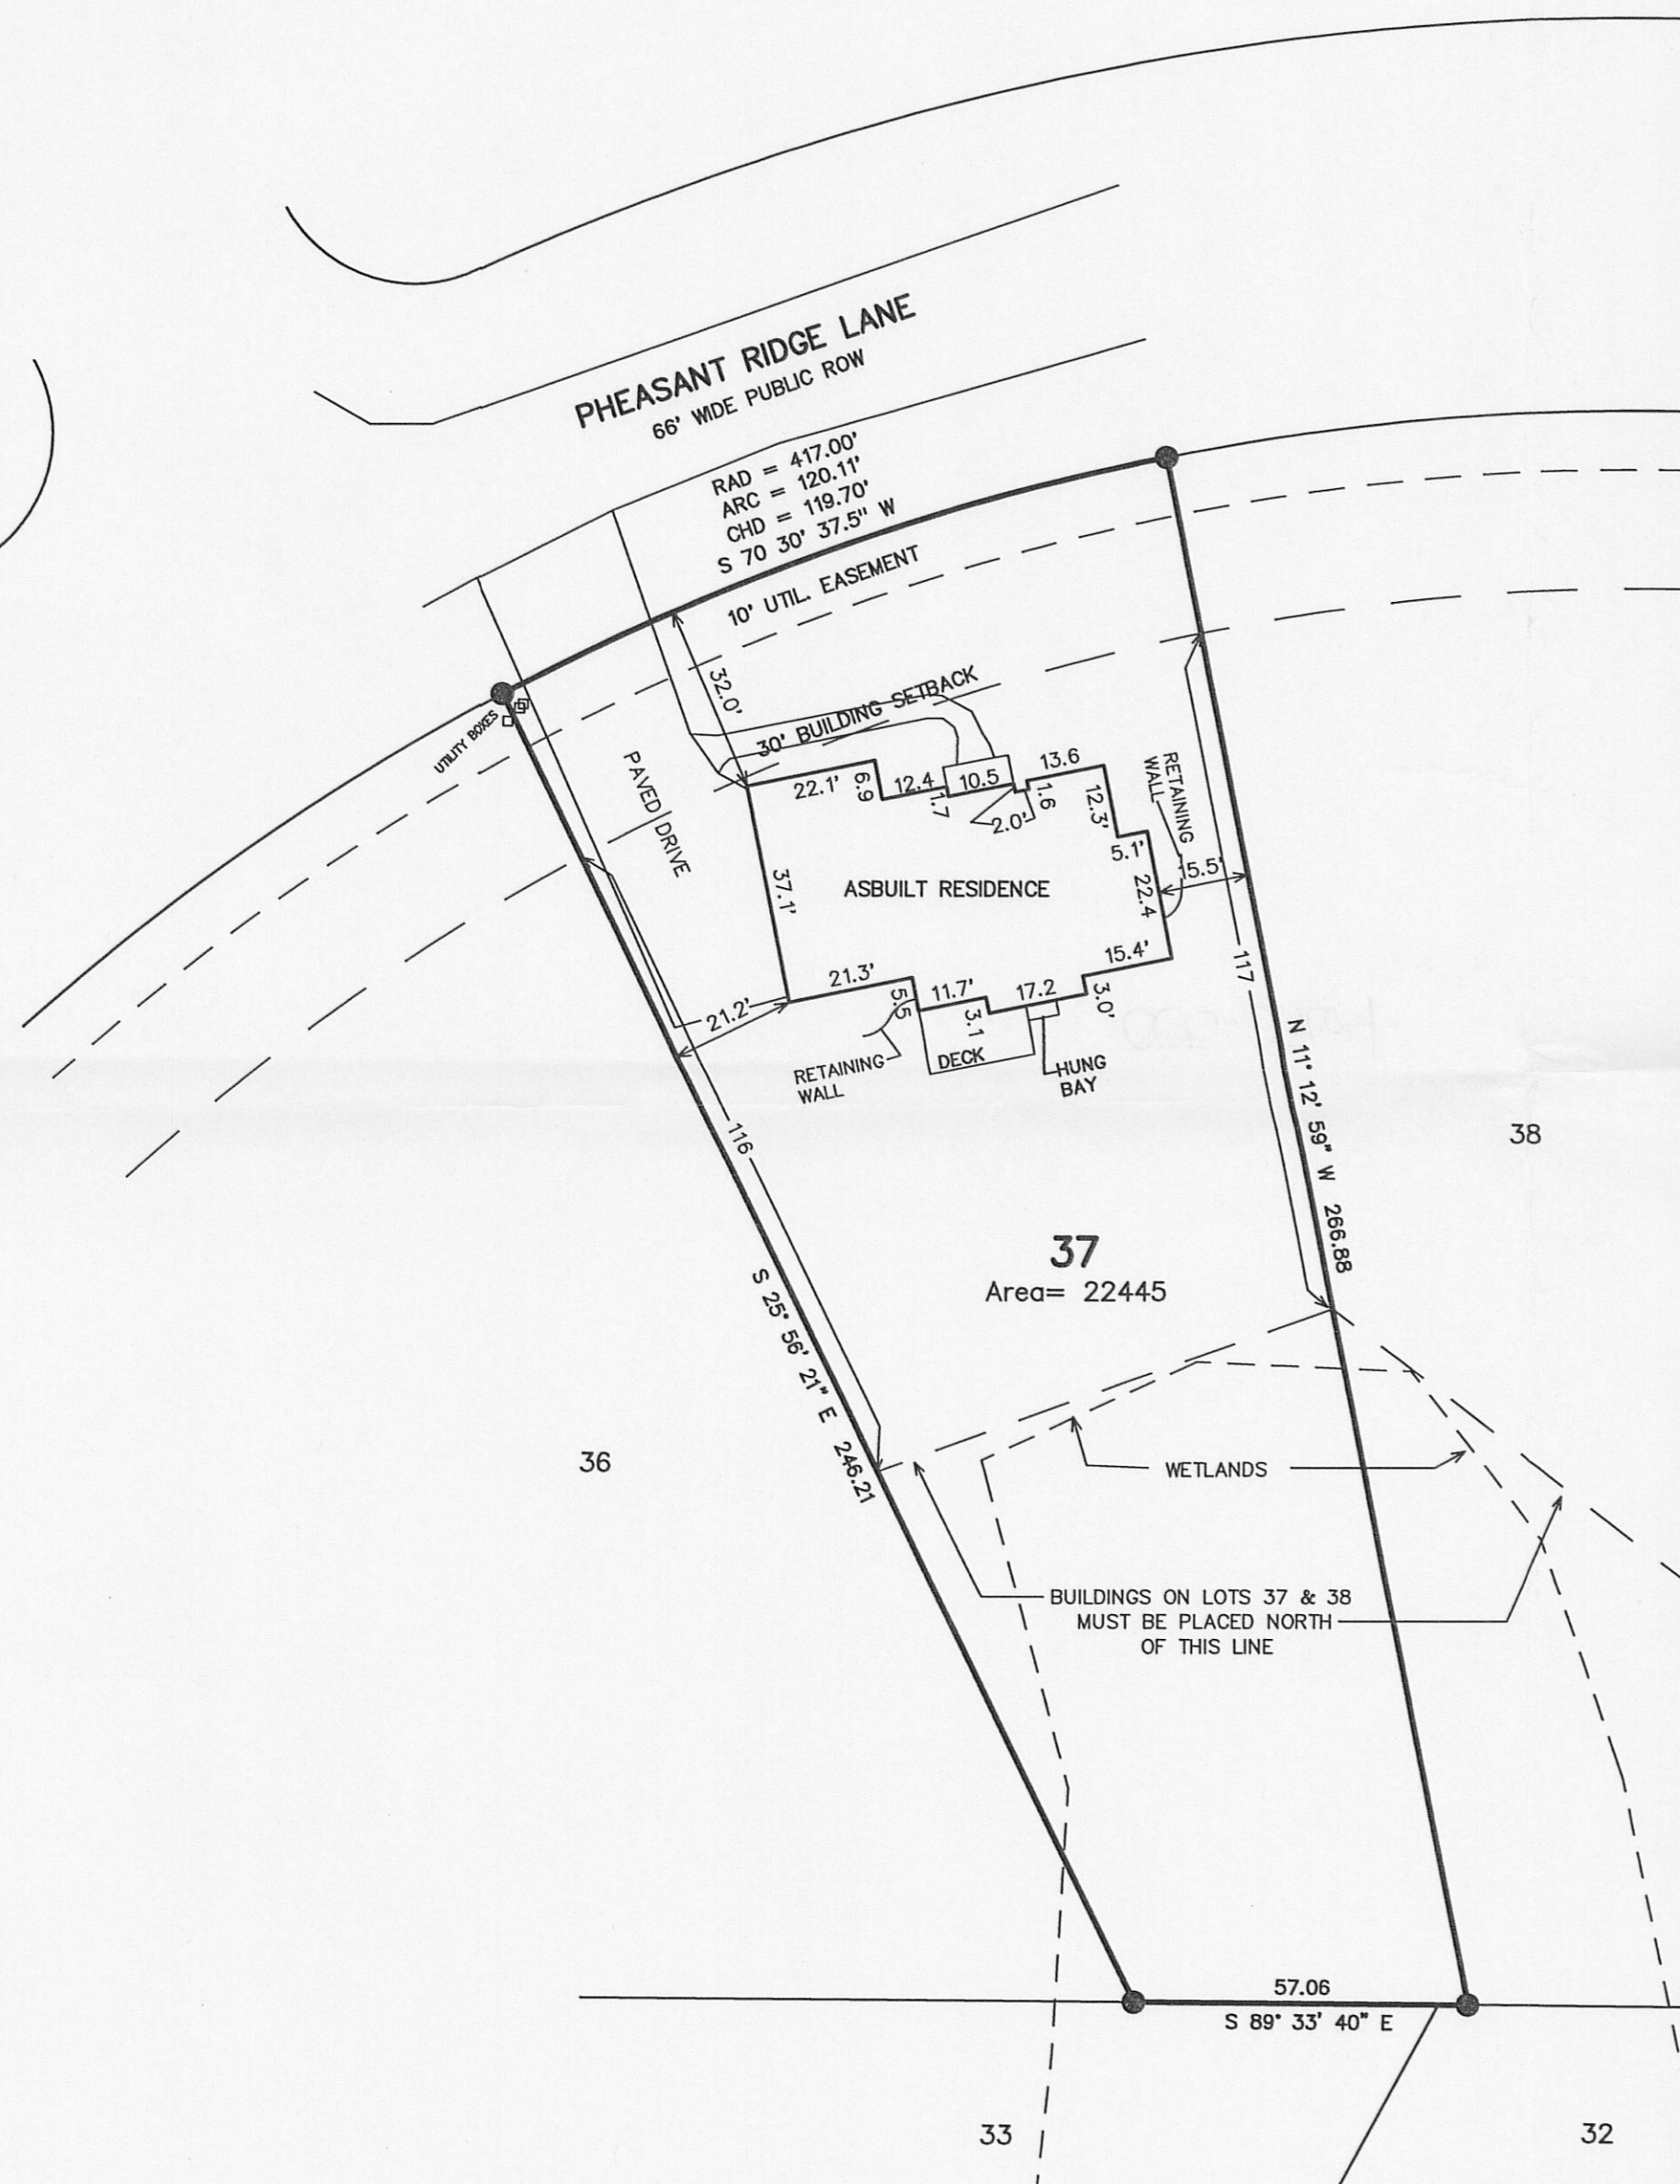 PHEASANT RIDGE LANE
66' WIDE PUBLIC ROW
RAD = 417.00'
ARC = 120.11'
CHD = 119.70'
S 70 30' 37.5" W
10' UTIL. EASEMENT
32.0'
30' BUILDING SETBACK
UTILITY BOXES
PAVED DRIVE
22.1'
6.9
12.4
1.7
10.5
2.0'
1.6
13.6
12.3'
5.1'
RETAINING
WALL
15.5'
22.4
37.1'
ASBUILT RESIDENCE
15.4'
21.3'
5.5
11.7'
3.1
17.2
3.0'
21.2'
RETAINING
WALL
DECK
HUNG
BAY
117
N 11° 12' 59" W 266.88
38
116
37
Area= 22445
S 25° 56' 21" E 246.21
36
WETLANDS
BUILDINGS ON LOTS 37 & 38
MUST BE PLACED NORTH
OF THIS LINE
57.06
S 89° 33' 40" E
33
32